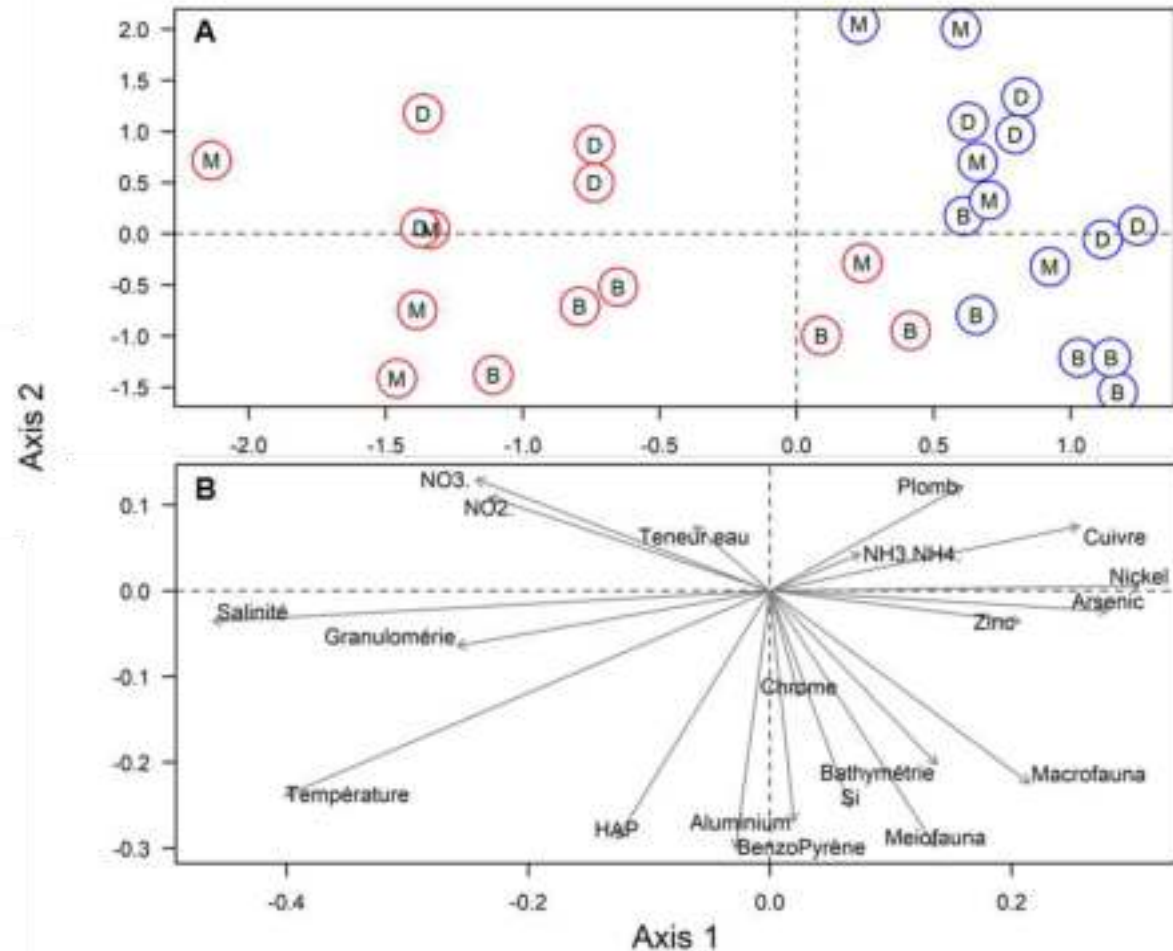 A
2.0
1.5
1.0
0.5
0.0
-0.5
-1.0
-1.5
M M
D D
D D
M D M
D M
D M B D D
M M
B B B
M B B
M B B B
B
-2.0 -1.5 -1.0 -0.5 0.0 0.5 1.0
Axis 2
B
0.1
0.0
-0.1
-0.2
-0.3
NO3. Plomb
NO2.
Teneur.eau Cuivre
NH3.NH4.
Nickel
Salinité Arsenic
Granulomérie Zinc
Chrome
Bathymétrie Macrofauna
Température Si
HAP Aluminium Meiofauna
BenzoPyrène
-0.4 -0.2 0.0 0.2
Axis 1